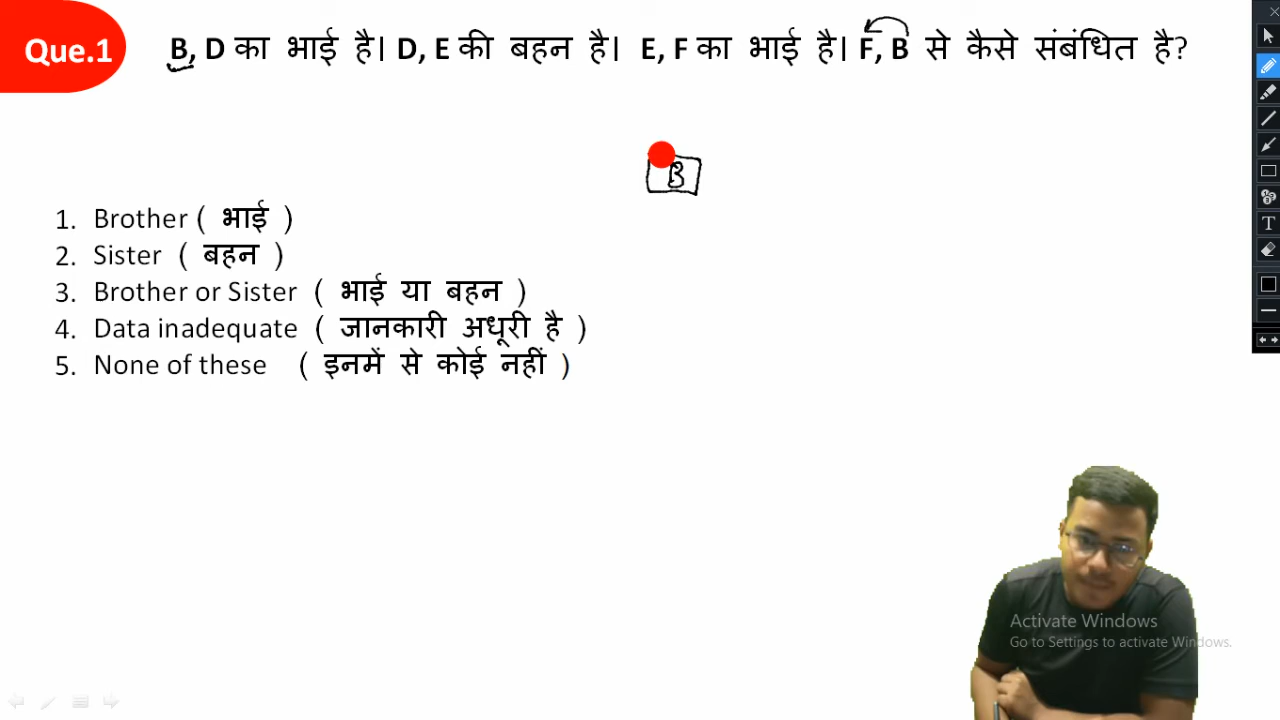 Que.1 B, D का भाई है। D, E की बहन है। E, F का भाई है। F, B से कैसे संबंधित है?
B
1. Brother ( भाई )
2. Sister ( बहन )
3. Brother or Sister ( भाई या बहन )
4. Data inadequate ( जानकारी अधूरी है )
5. None of these ( इनमें से कोई नहीं )
Activate Windows
Go to Settings to activate Windows.